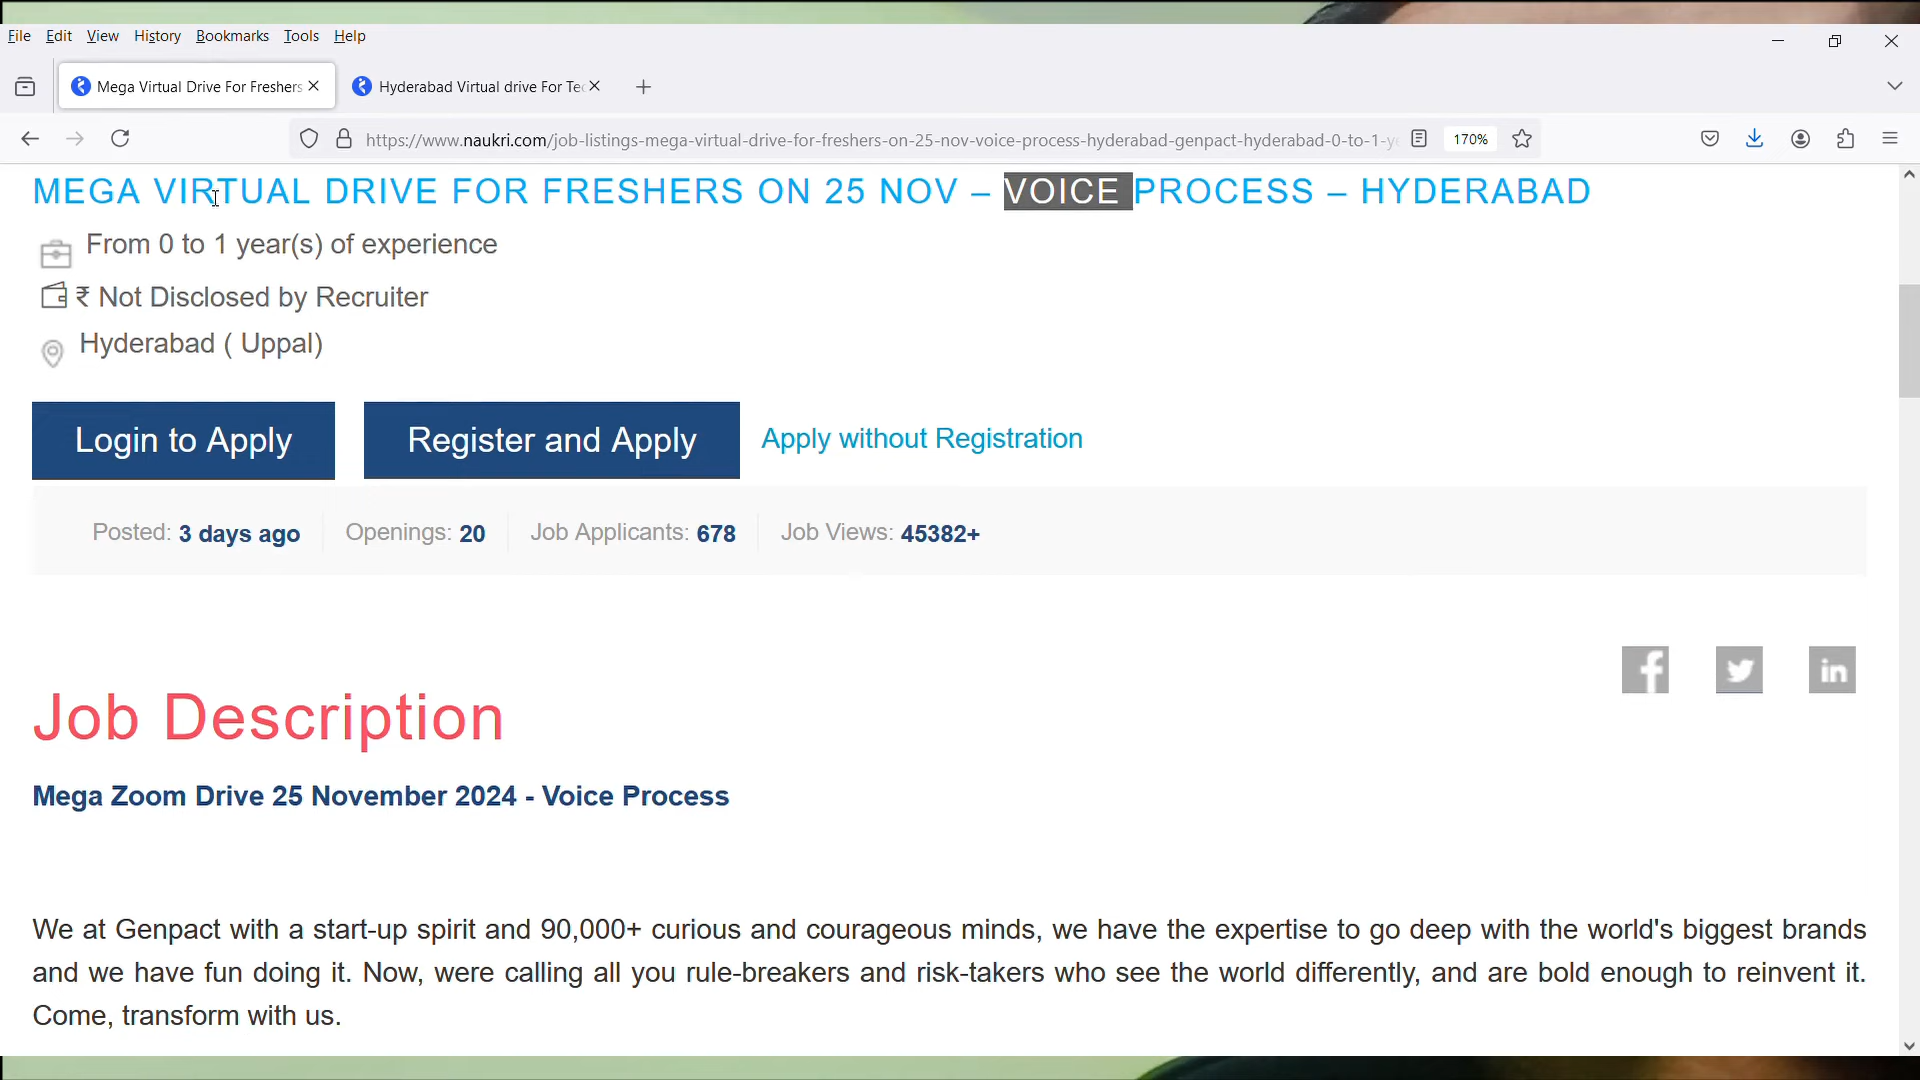 File Edit View History Bookmarks Tools Help
Mega Virtual Drive For Freshers
Hyderabad Virtual drive For Tec
https://www.naukri.com/job-listings-mega-virtual-drive-for-freshers-on-25-nov-voice-process-hyderabad-genpact-hyderabad-0-to-1-y
170%
MEGA VIRTUAL DRIVE FOR FRESHERS ON 25 NOV – VOICE PROCESS – HYDERABAD
From 0 to 1 year(s) of experience
₹ Not Disclosed by Recruiter
Hyderabad ( Uppal)
Login to Apply
Register and Apply
Apply without Registration
Posted: 3 days ago Openings: 20 Job Applicants: 678 Job Views: 45382+
Job Description
Mega Zoom Drive 25 November 2024 - Voice Process
We at Genpact with a start-up spirit and 90,000+ curious and courageous minds, we have the expertise to go deep with the world's biggest brands
and we have fun doing it. Now, were calling all you rule-breakers and risk-takers who see the world differently, and are bold enough to reinvent it.
Come, transform with us.